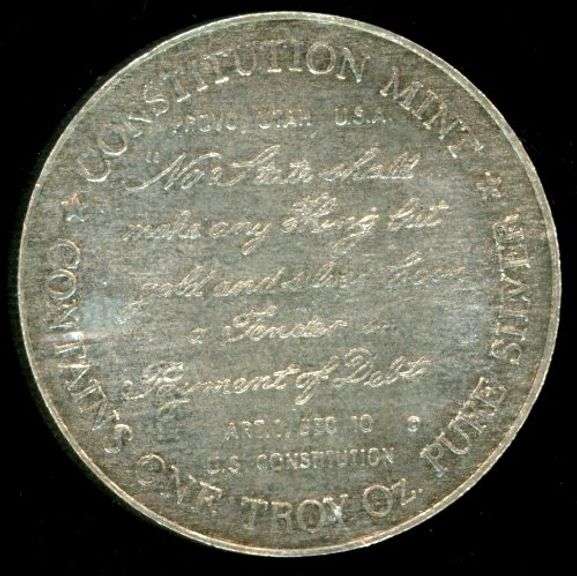 ★ CONSTITUTION MINT ★
PROVO, UTAH U.S.A.
"No State shall
make any Thing but
gold and silver Coin
a Tender in
Payment of Debt
ART. 1, SEC 10
U.S CONSTITUTION
CONTAINS ONE TROY OZ. PURE SILVER